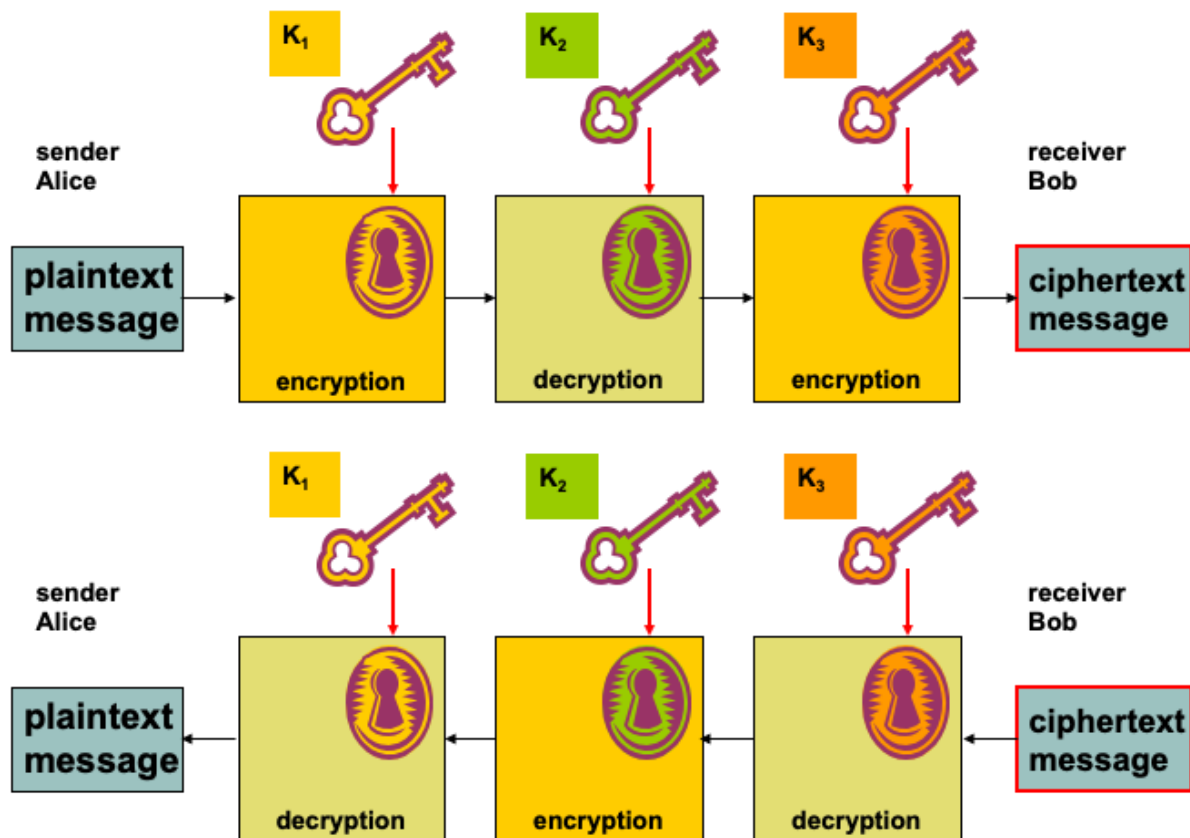 K₁
K₂
K₃
sender
Alice
receiver
Bob
plaintext
message
ciphertext
message
encryption
decryption
encryption
K₁
K₂
K₃
sender
Alice
receiver
Bob
plaintext
message
ciphertext
message
decryption
encryption
decryption